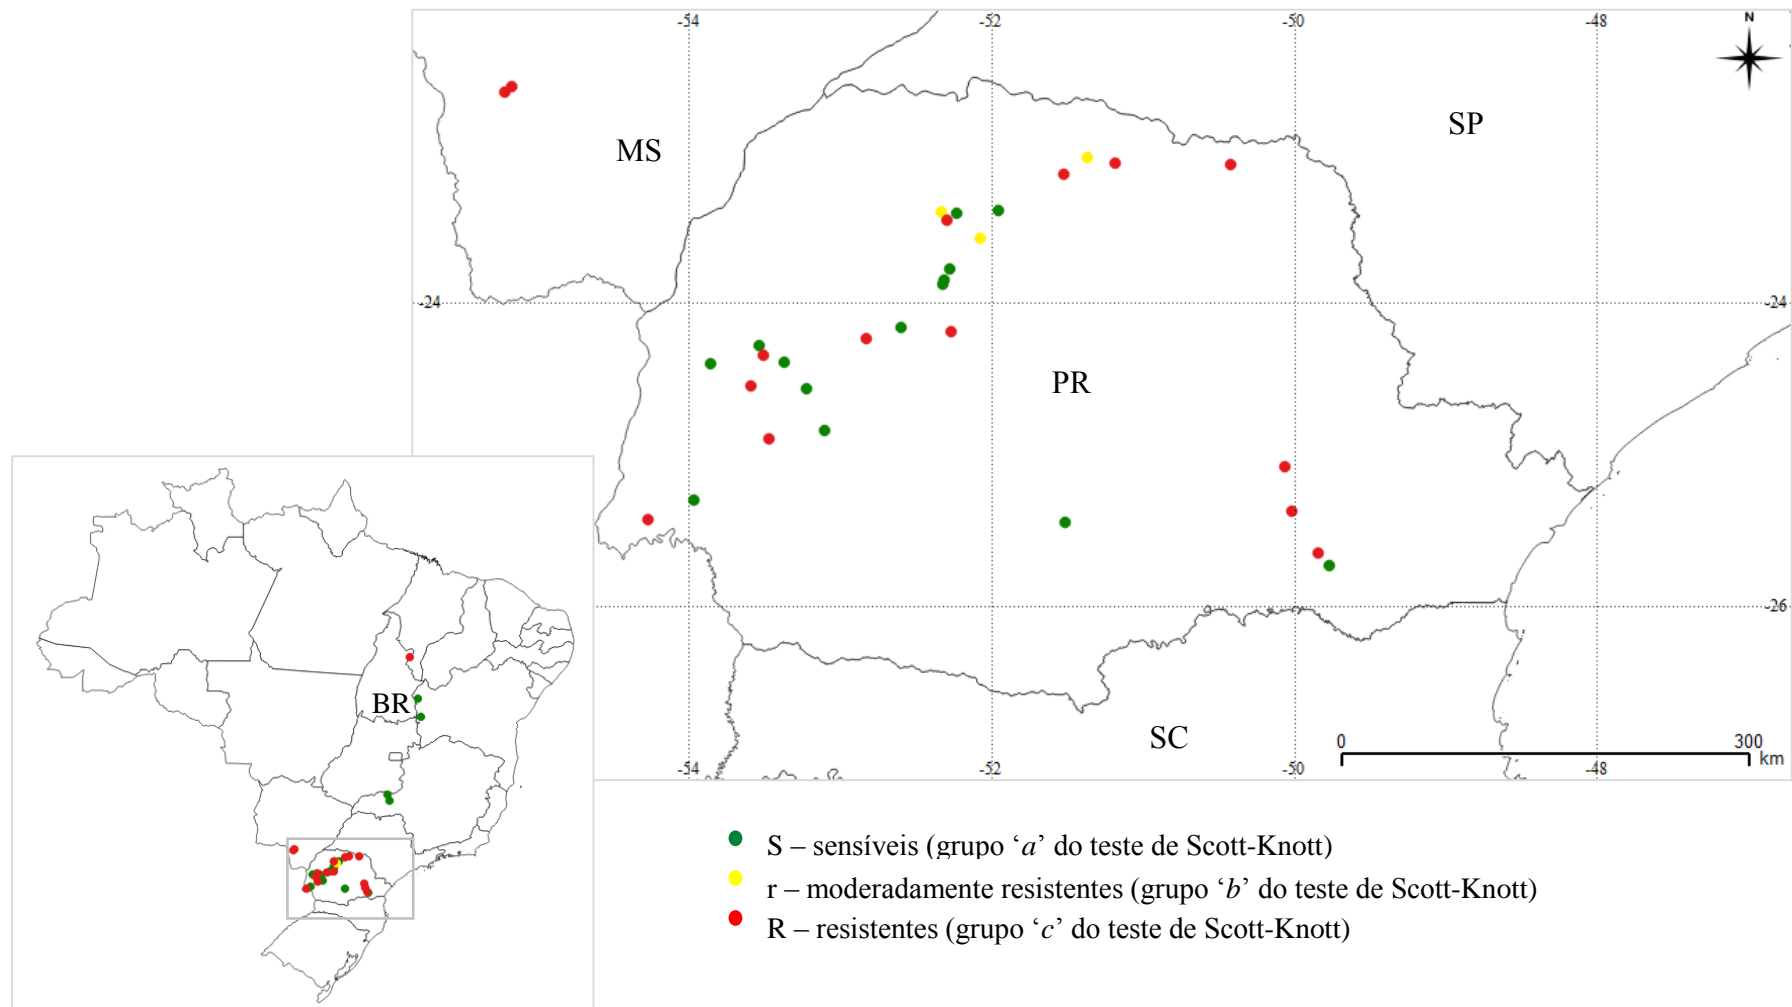 -54 -52 -50 -48
N
MS
SP
-24 -24
PR
-26
BR
SC
0 300
km
-54 -52 -50 -48
S – sensíveis (grupo ‘a’ do teste de Scott-Knott)
r – moderadamente resistentes (grupo ‘b’ do teste de Scott-Knott)
R – resistentes (grupo ‘c’ do teste de Scott-Knott)